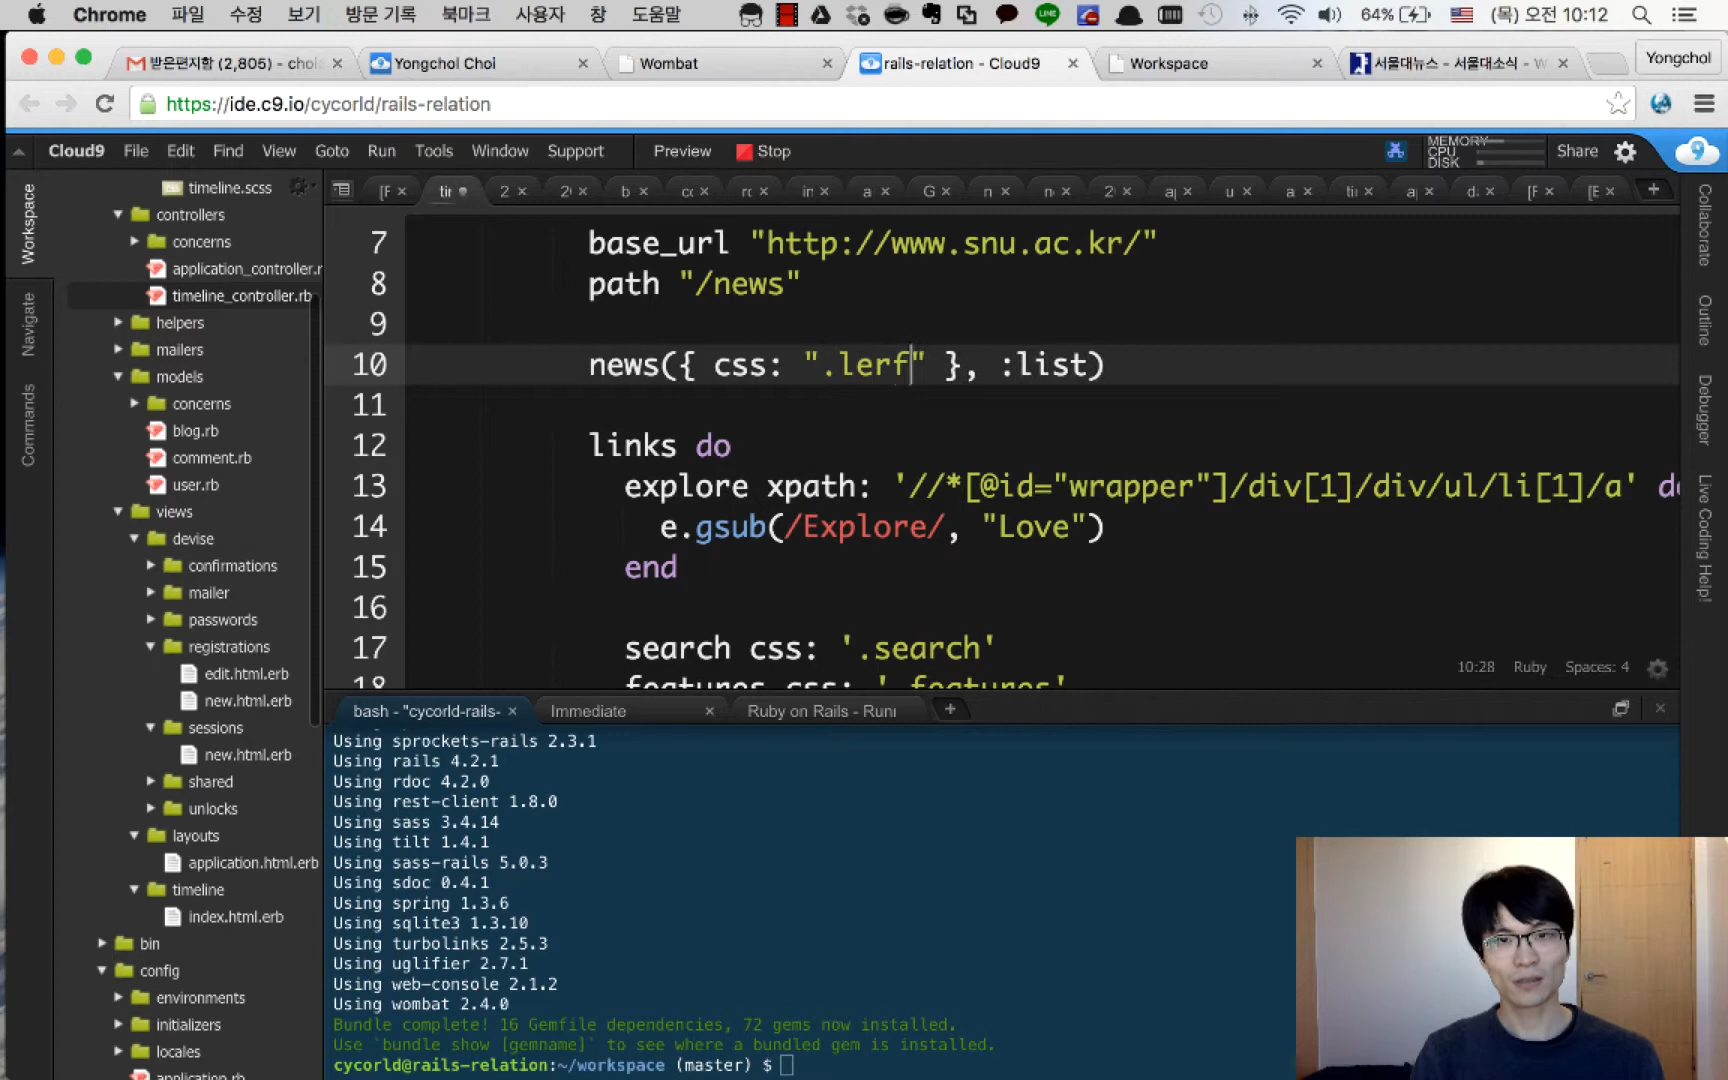 Chrome 파일 수정 보기 방문 기록 북마크 사용자 창 도움말 64% (목) 오전 10:12
받은편지함 (2,805) - chol Yongchol Choi Wombat rails-relation - Cloud9 Workspace 서울대뉴스 - 서울대소식 - W Yongchol
https://ide.c9.io/cycorld/rails-relation
Cloud9 File Edit Find View Goto Run Tools Window Support Preview Stop MEMORY CPU DISK Share
Workspace
Navigate
Commands
timeline.scss
controllers
concerns
application_controller.r
timeline_controller.rb
helpers
mailers
models
concerns
blog.rb
comment.rb
user.rb
views
devise
confirmations
mailer
passwords
registrations
edit.html.erb
new.html.erb
sessions
new.html.erb
shared
unlocks
layouts
application.html.erb
timeline
index.html.erb
bin
config
environments
initializers
locales
application.rb
7 base_url "http://www.snu.ac.kr/"
8 path "/news"
9
10 news({ css: ".lerf" }, :list)
11
12 links do
13 explore xpath: '//*[@id="wrapper"]/div[1]/div/ul/li[1]/a' do
14 e.gsub(/Explore/, "Love")
15 end
16
17 search css: '.search'
18 features css: '.features'
10:28 Ruby Spaces: 4
bash - "cycorld-rails- Immediate Ruby on Rails - Runi
Using sprockets-rails 2.3.1
Using rails 4.2.1
Using rdoc 4.2.0
Using rest-client 1.8.0
Using sass 3.4.14
Using tilt 1.4.1
Using sass-rails 5.0.3
Using sdoc 0.4.1
Using spring 1.3.6
Using sqlite3 1.3.10
Using turbolinks 2.5.3
Using uglifier 2.7.1
Using web-console 2.1.2
Using wombat 2.4.0
Bundle complete! 16 Gemfile dependencies, 72 gems now installed.
Use `bundle show [gemname]` to see where a bundled gem is installed.
cycorld@rails-relation:~/workspace (master) $
Collaborate
Outline
Debugger
Live Coding Help!